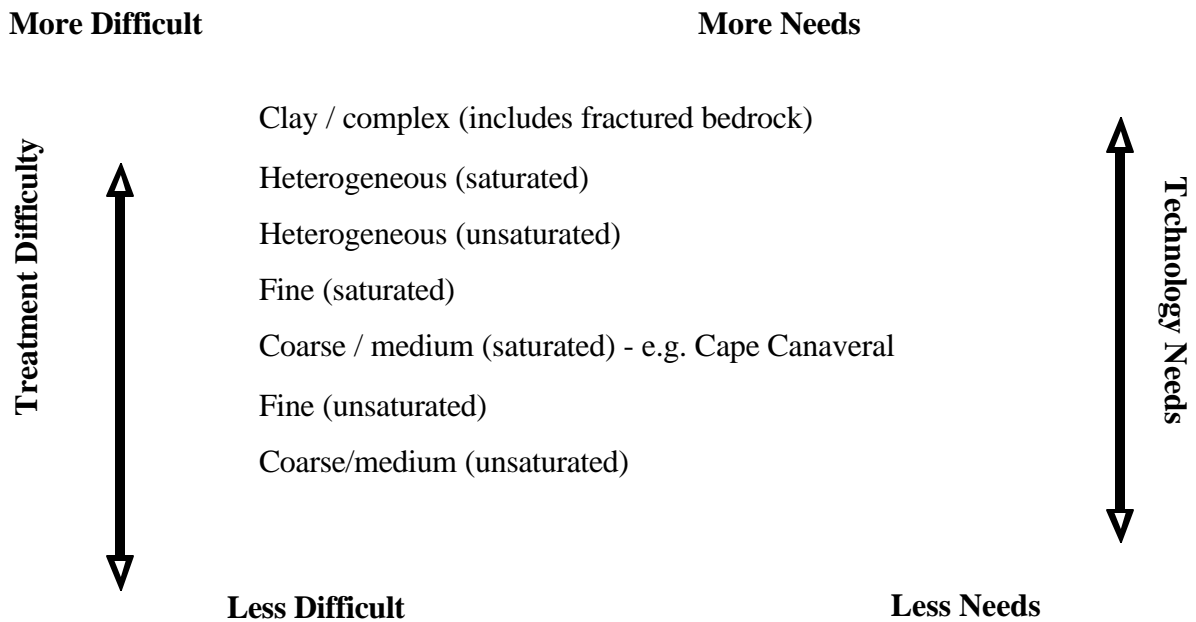 More Difficult
More Needs
Treatment Difficulty
Clay / complex (includes fractured bedrock)
Heterogeneous (saturated)
Heterogeneous (unsaturated)
Fine (saturated)
Coarse / medium (saturated) - e.g. Cape Canaveral
Fine (unsaturated)
Coarse/medium (unsaturated)
Technology Needs
Less Difficult
Less Needs